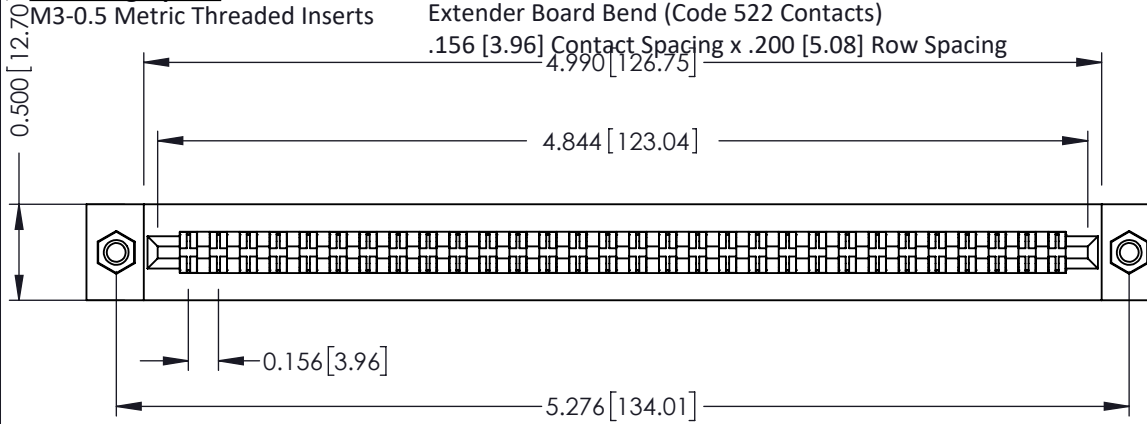 M3-0.5 Metric Threaded Inserts
Extender Board Bend (Code 522 Contacts)
.156 [3.96] Contact Spacing x .200 [5.08] Row Spacing
4.990[126.75]
0.500 [12.70]
4.844[123.04]
0.156[3.96]
5.276[134.01]